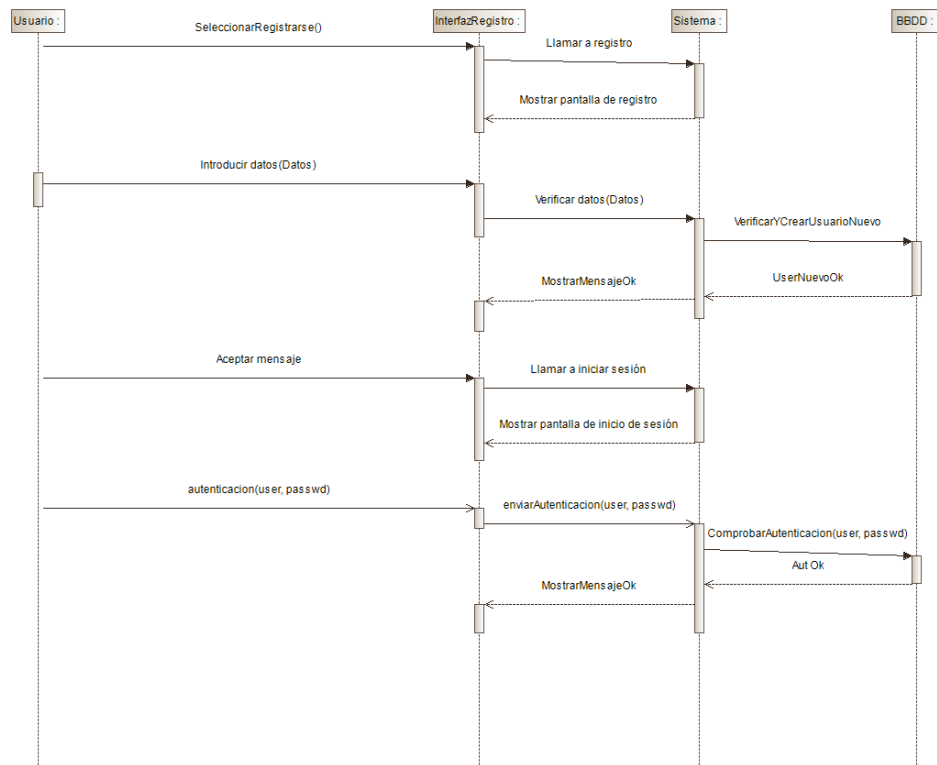 Usuario :
InterfazRegistro :
Sistema :
BBDD :
SeleccionarRegistrarse()
Llamar a registro
Mostrar pantalla de registro
Introducir datos(Datos)
Verificar datos(Datos)
VerificarYCrearUsuarioNuevo
UserNuevoOk
MostrarMensajeOk
Aceptar mensaje
Llamar a iniciar sesión
Mostrar pantalla de inicio de sesión
autenticacion(user, passwd)
enviarAutenticacion(user, passwd)
ComprobarAutenticacion(user, passwd)
Aut Ok
MostrarMensajeOk